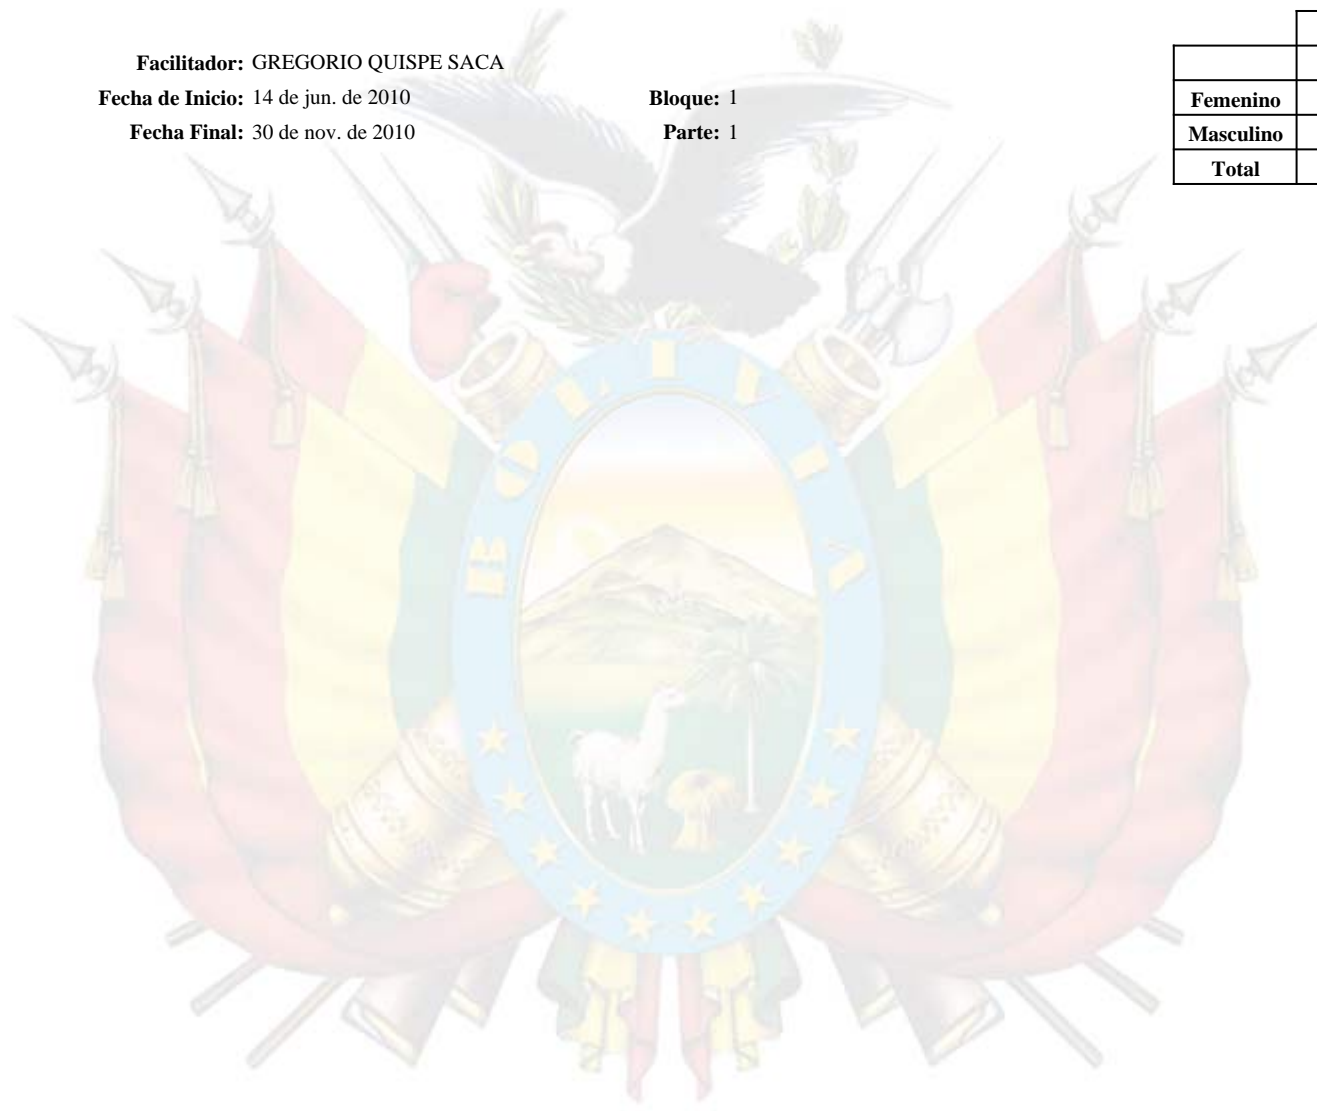 Facilitador: GREGORIO QUISPE SACA
Fecha de Inicio: 14 de jun. de 2010 Bloque: 1
Fecha Final: 30 de nov. de 2010 Parte: 1
Femenino
Masculino
Total
BOLIVIA